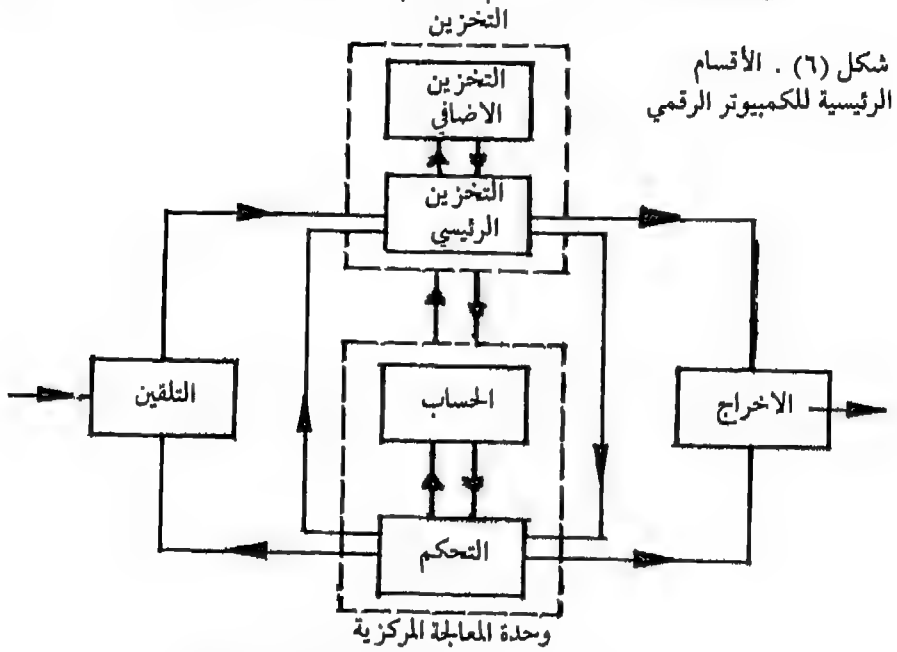 التخزين
شكل (٦) . الأقسام
الرئيسية للكمبيوتر الرقمي
التخزين
الاضافي
التخزين
الرئيسي
التلقين
الحساب
الاخراج
التحكم
وحدة المعالجة المركزية